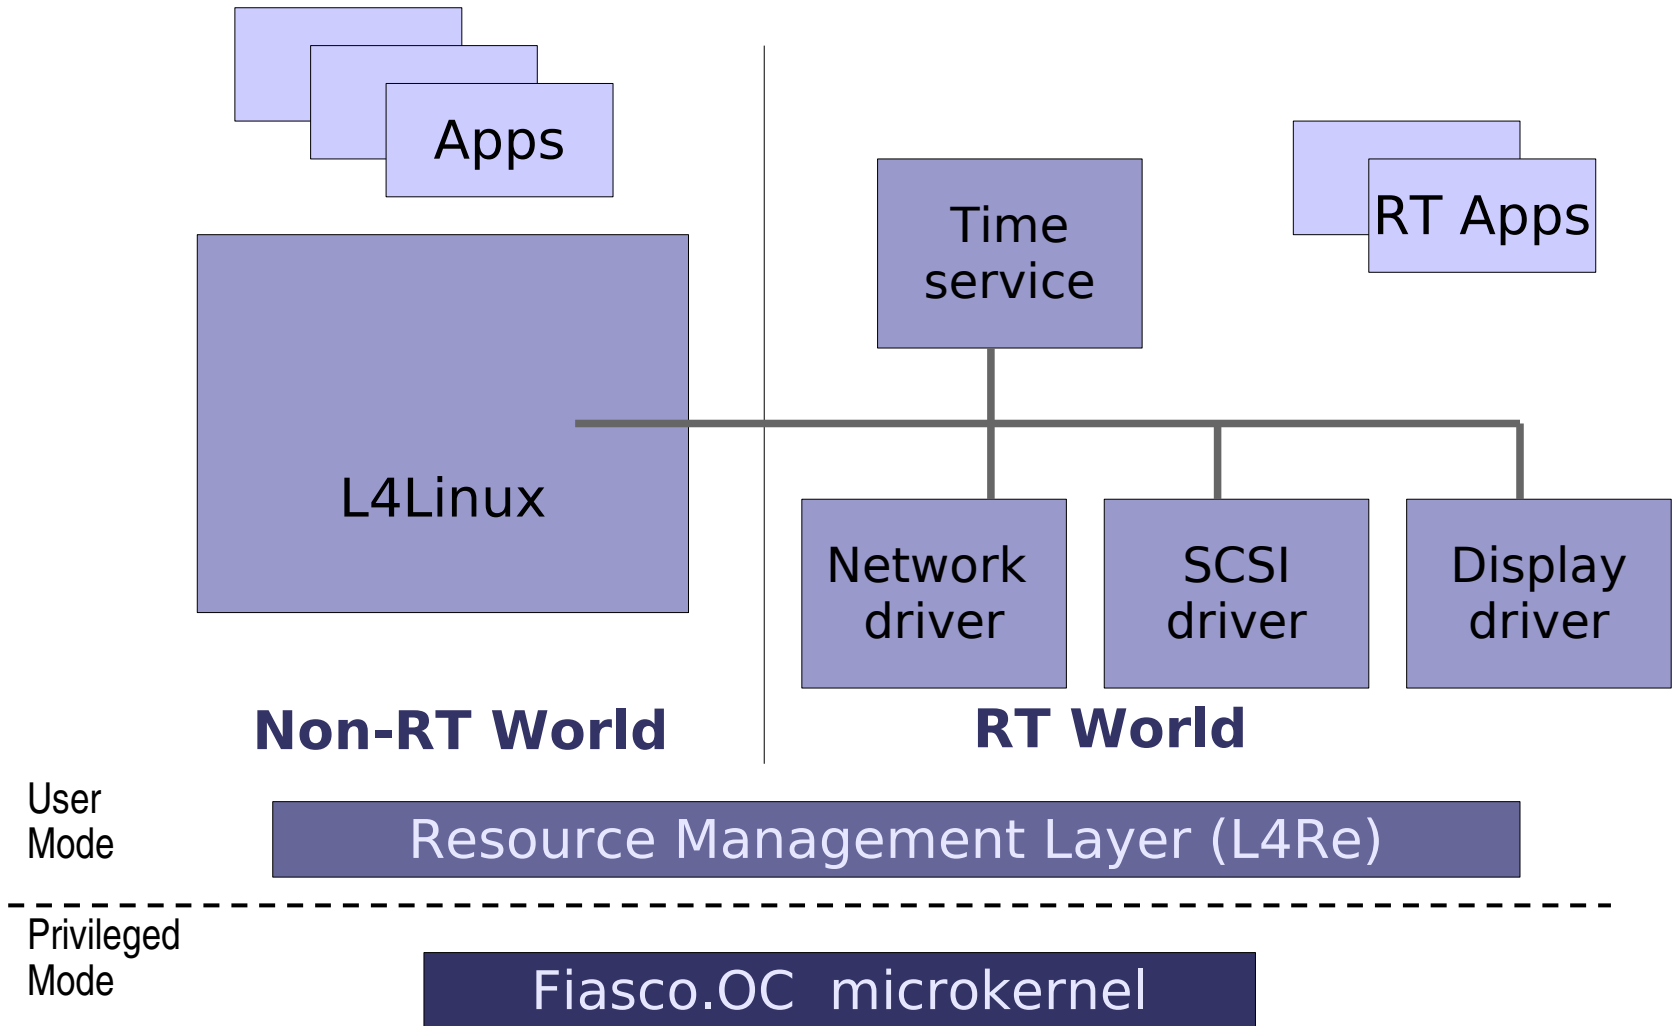 Apps
Time
service
RT Apps
L4Linux
Network
driver
SCSI
driver
Display
driver
Non-RT World
RT World
User
Mode
Resource Management Layer (L4Re)
Privileged
Mode
Fiasco.OC microkernel